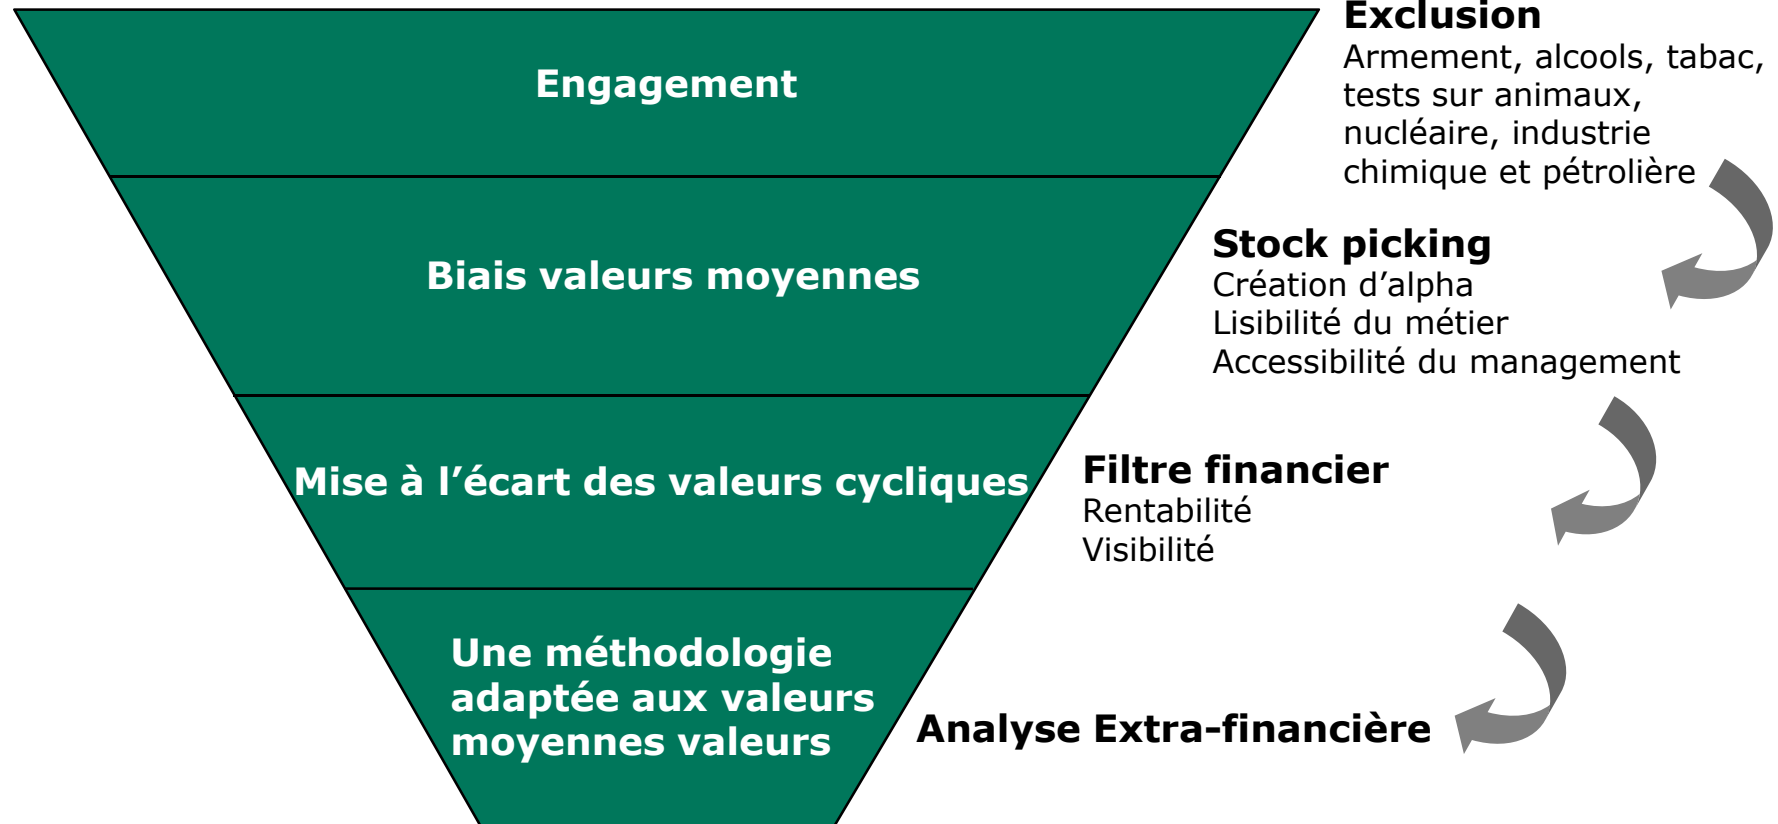 Exclusion
Armement, alcools, tabac,
tests sur animaux,
nucléaire, industrie
chimique et pétrolière
Engagement
Stock picking
Création d’alpha
Lisibilité du métier
Accessibilité du management
Biais valeurs moyennes
Filtre financier
Rentabilité
Visibilité
Mise à l’écart des valeurs cycliques
Une méthodologie
adaptée aux valeurs
moyennes valeurs
Analyse Extra-financière